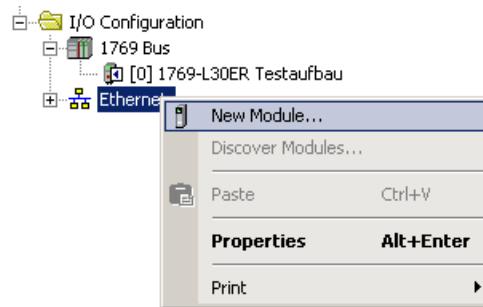 I/O Configuration
1769 Bus
[0] 1769-L30ER Testaufbau
Ethernet
New Module...
Discover Modules...
Paste Ctrl+V
Properties Alt+Enter
Print